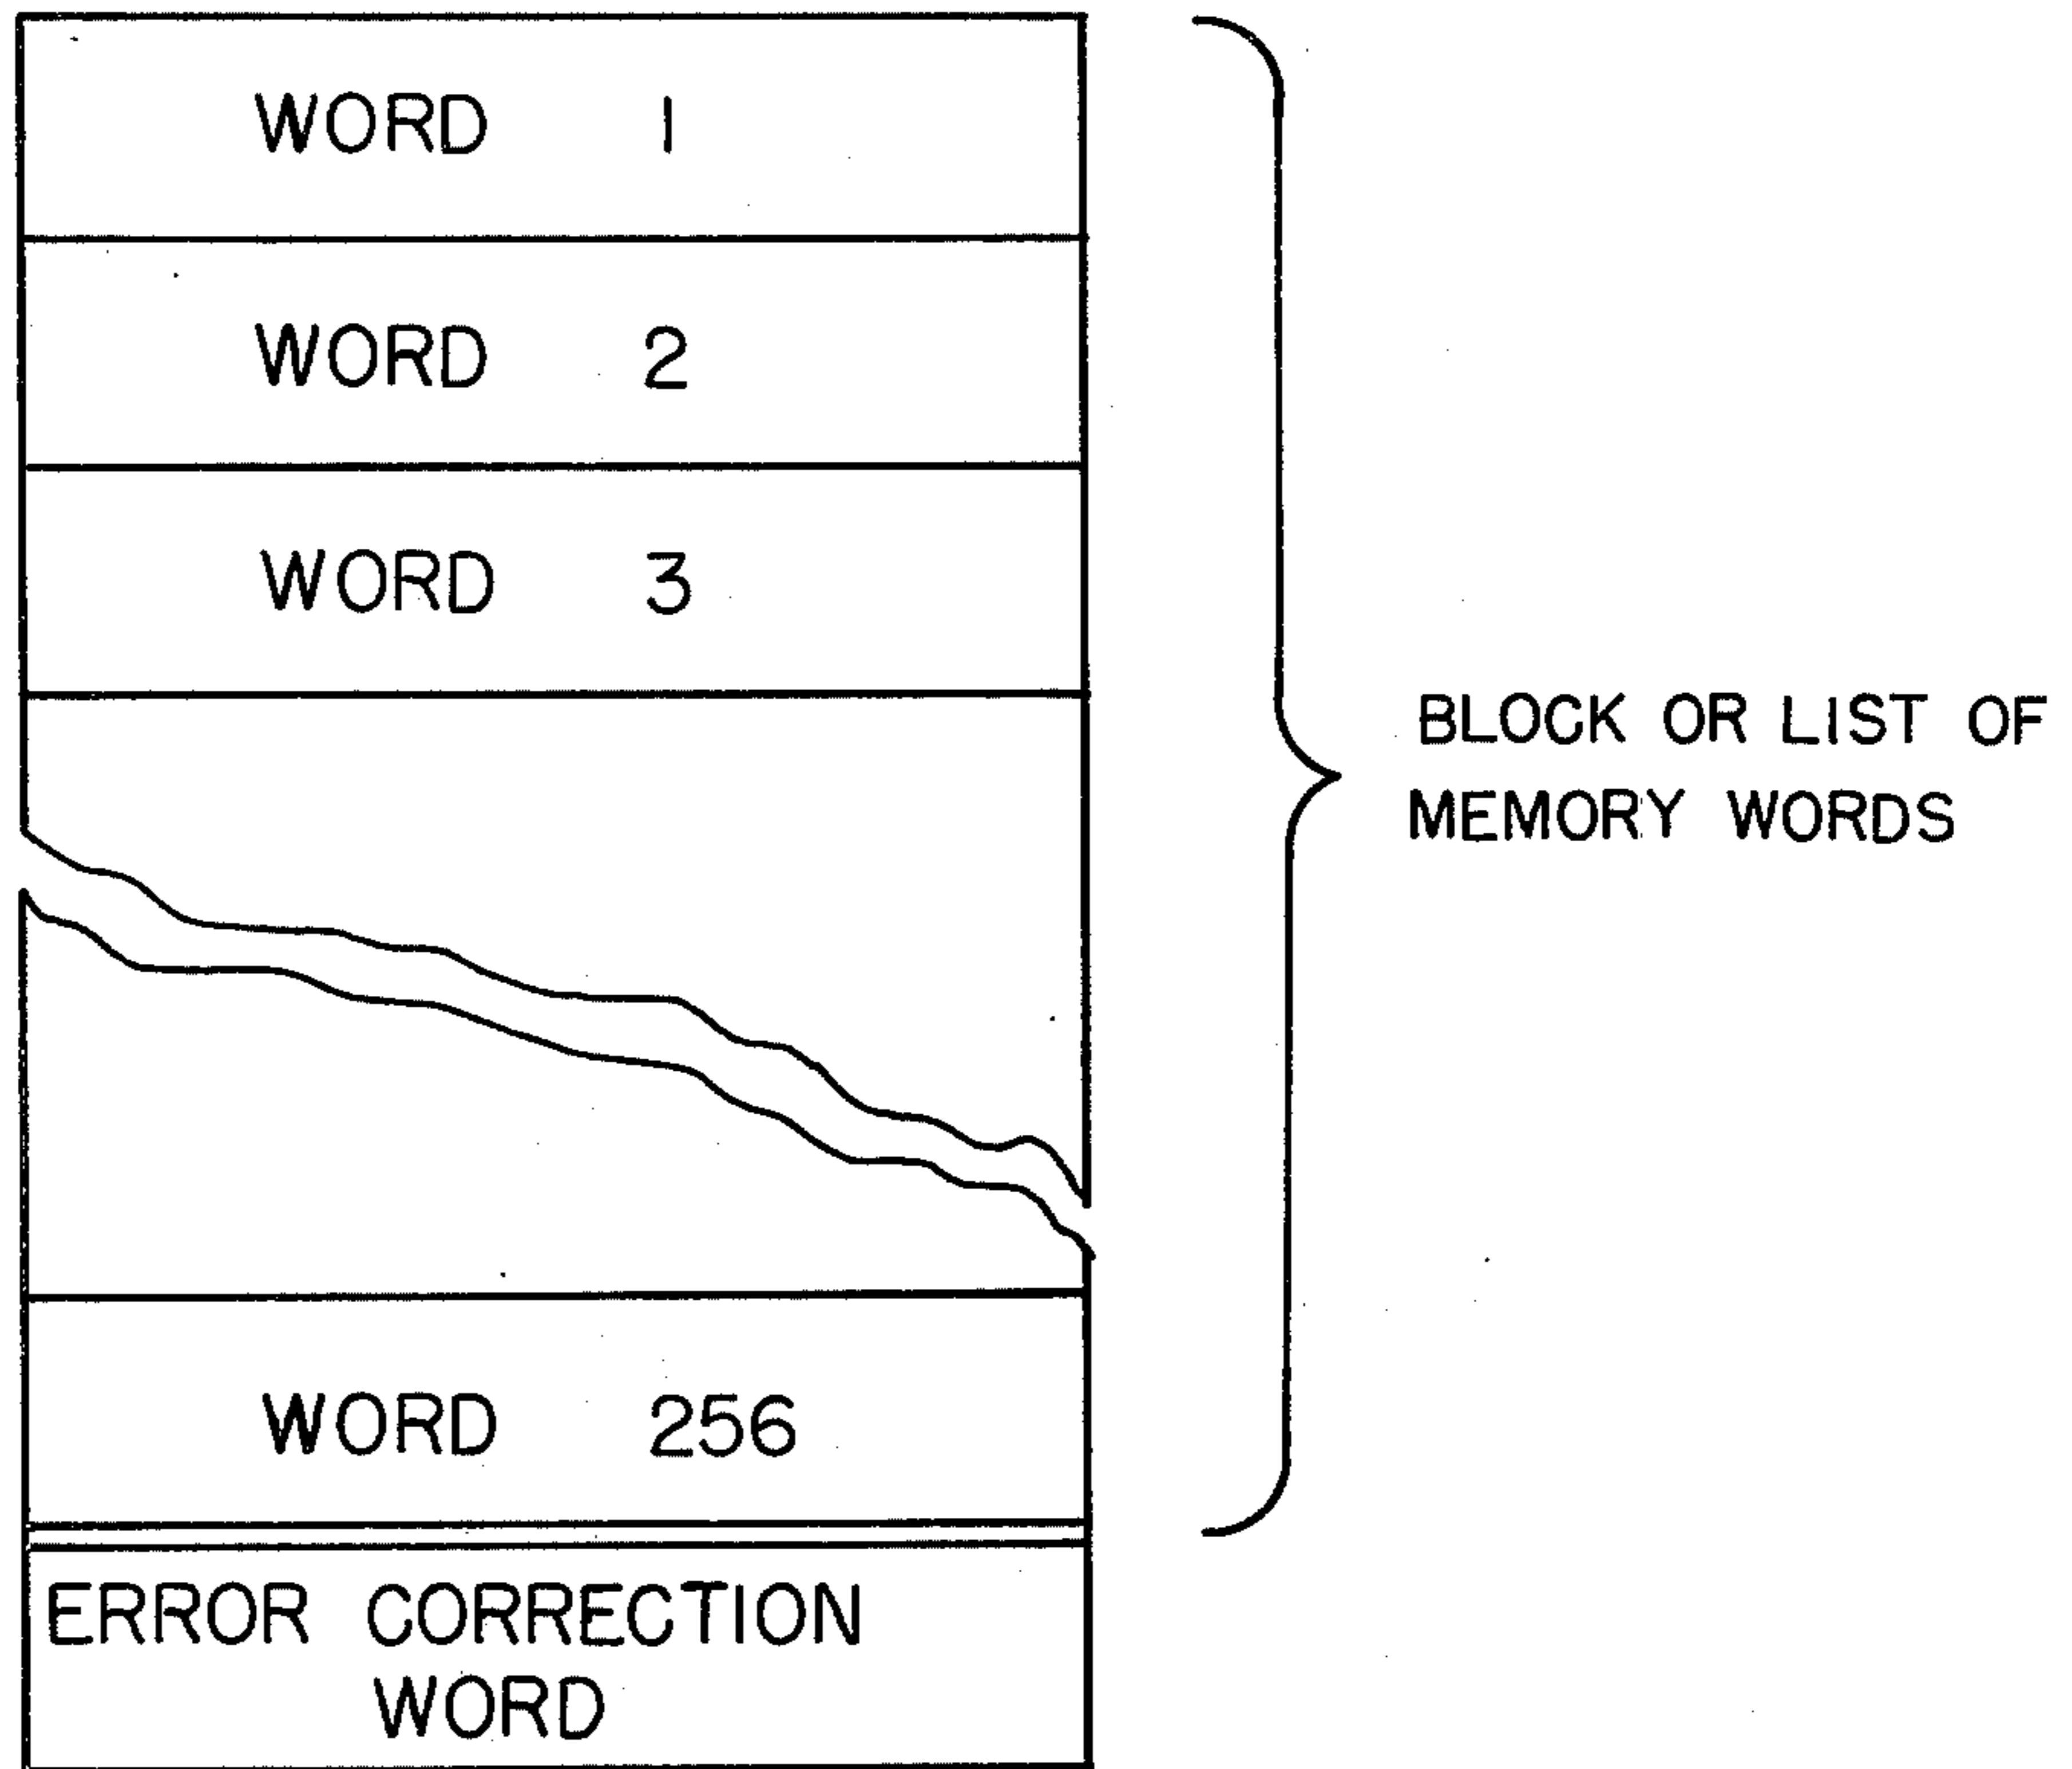 WORD 1
WORD 2
WORD 3
BLOCK OR LIST OF
MEMORY WORDS
WORD 256
ERROR CORRECTION
WORD